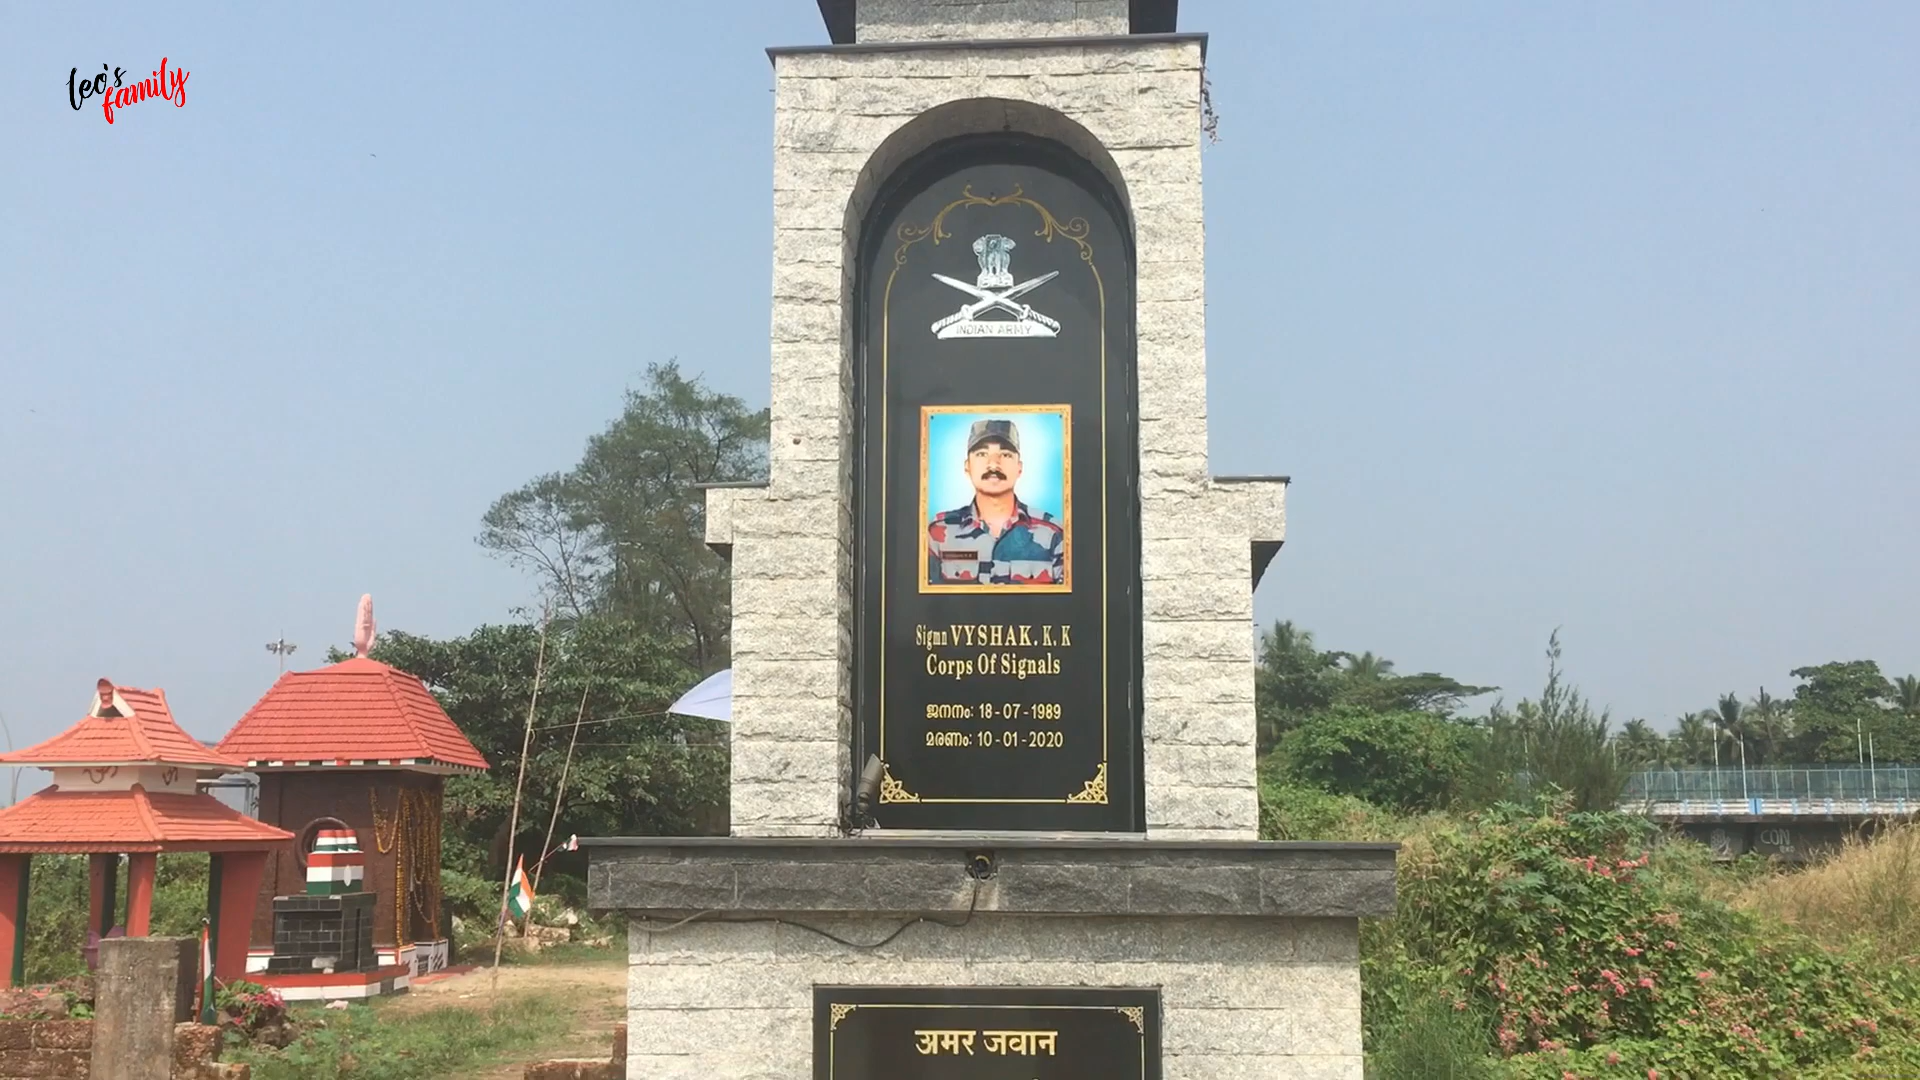 leo's
family
INDIAN ARMY
Sigmn VYSHAK. K. K
Corps Of Signals
ജനനം: 18 - 07 - 1989
മരണം: 10 - 01 - 2020
अमर जवान
CON